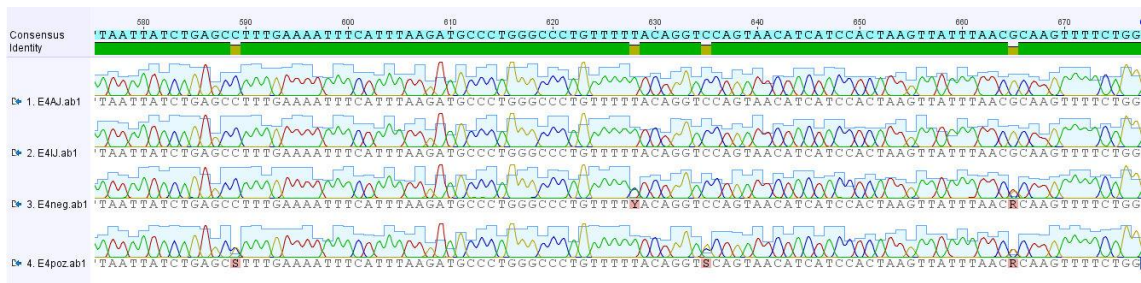 580 590 600 610 620 630 640 650 660 670
Consensus 'TAATTATCTGAGCCTTTGAAAATTTCATTTAAGATGCCCTGGGCCCTGTTTTTACAGGTCCAGTAACATCATCCACTAAGTTATTTAACGCAAGTTTTCTGG
Identity
1. E4AJ.ab1 'TAATTATCTGAGCCTTTGAAAATTTCATTTAAGATGCCCTGGGCCCTGTTTTTACAGGTCCAGTAACATCATCCACTAAGTTATTTAACGCAAGTTTTCTGG
2. E4IJ.ab1 'TAATTATCTGAGCCTTTGAAAATTTCATTTAAGATGCCCTGGGCCCTGTTTTTACAGGTCCAGTAACATCATCCACTAAGTTATTTAACGCAAGTTTTCTGG
3. E4neg.ab1 'TAATTATCTGAGCCTTTGAAAATTTCATTTAAGATGCCCTGGGCCCTGTTTTYACAGGTCCAGTAACATCATCCACTAAGTTATTTAACRCAAGTTTTCTGG
4. E4poz.ab1 'TAATTATCTGAGCSTTTGAAAATTTCATTTAAGATGCCCTGGGCCCTGTTTTTACAGGTSCAGTAACATCATCCACTAAGTTATTTAACRCAAGTTTTCTGG